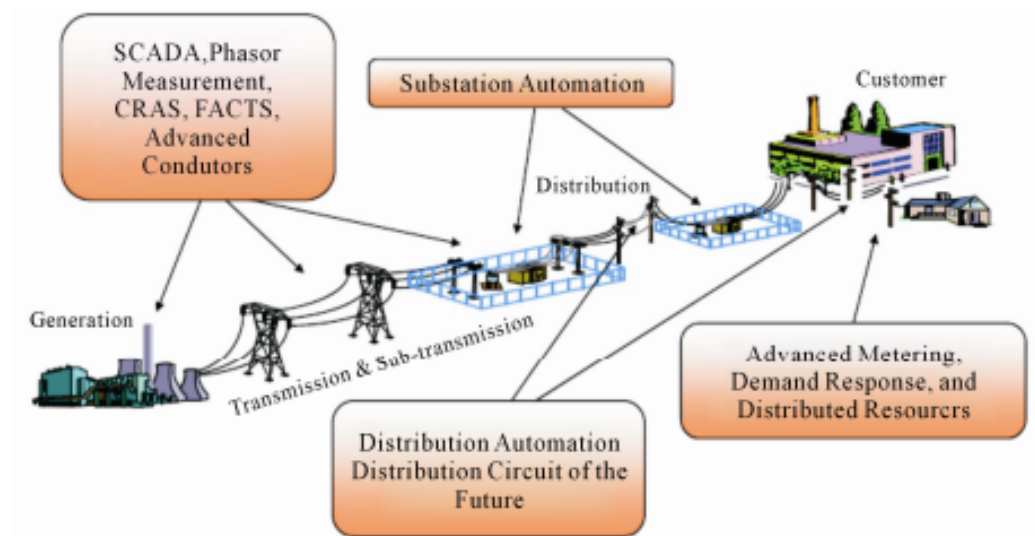 SCADA,Phasor
Measurement,
CRAS, FACTS,
Advanced
Condutors
Substation Automation
Customer
Distribution
Generation
Transmission & Sub-transmission
Advanced Metering,
Demand Response, and
Distributed Resourcrs
Distribution Automation
Distribution Circuit of the
Future